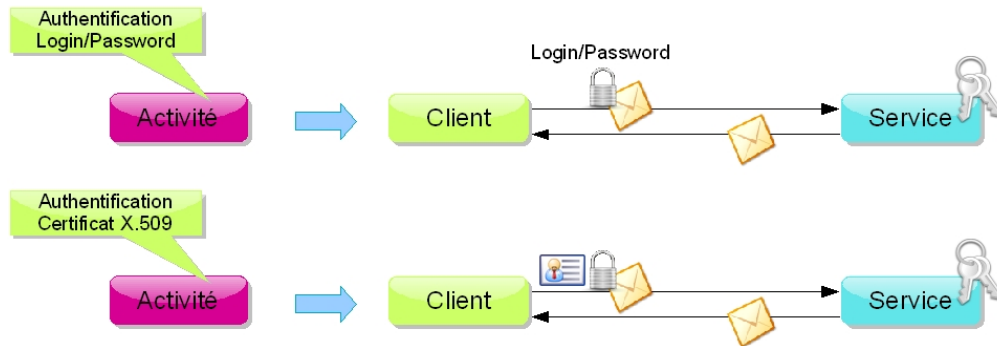 Authentification
Login/Password
Login/Password
Activité
Client
Service
Authentification
Certificat X.509
Activité
Client
Service